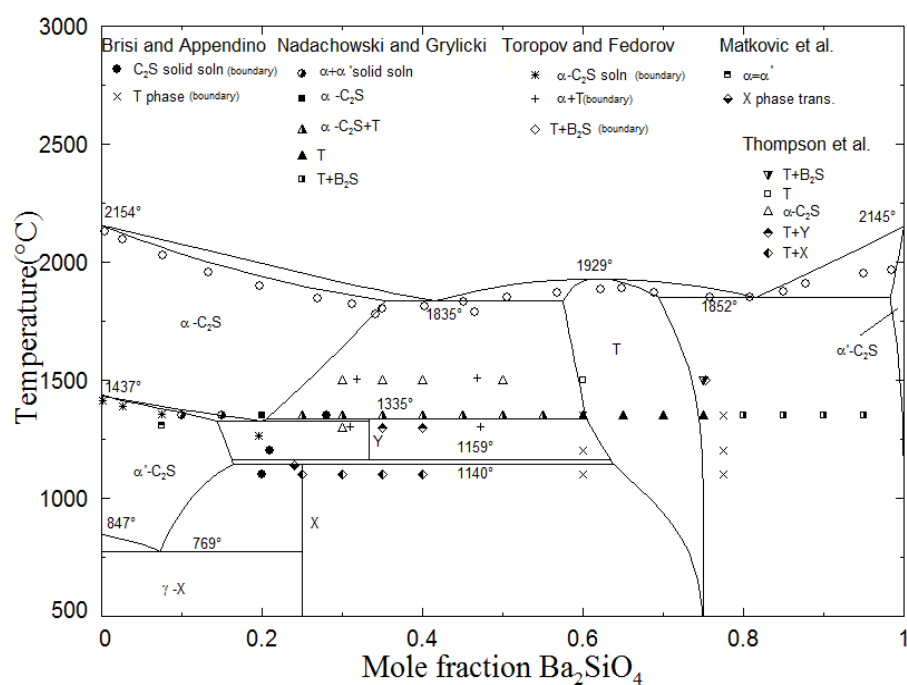 3000
2500
2000
1500
1000
500
Temperature(°C)
0
0.2
0.4
0.6
0.8
1
Mole fraction Ba₂SiO₄
Brisi and Appendino
C₂S solid soln (boundary)
T phase (boundary)
Nadachowski and Grylicki
α+α'solid soln
α -C₂S
α -C₂S+T
T
T+B₂S
Toropov and Fedorov
α-C₂S soln (boundary)
α+T(boundary)
T+B₂S (boundary)
Matkovic et al.
α=α'
X phase trans.
Thompson et al.
T+B₂S
T
α-C₂S
T+Y
T+X
2154°
2145°
1929°
1835°
1852°
α -C₂S
T
α'-C₂S
1437°
1335°
Y
1159°
1140°
α'-C₂S
X
847°
769°
γ -X